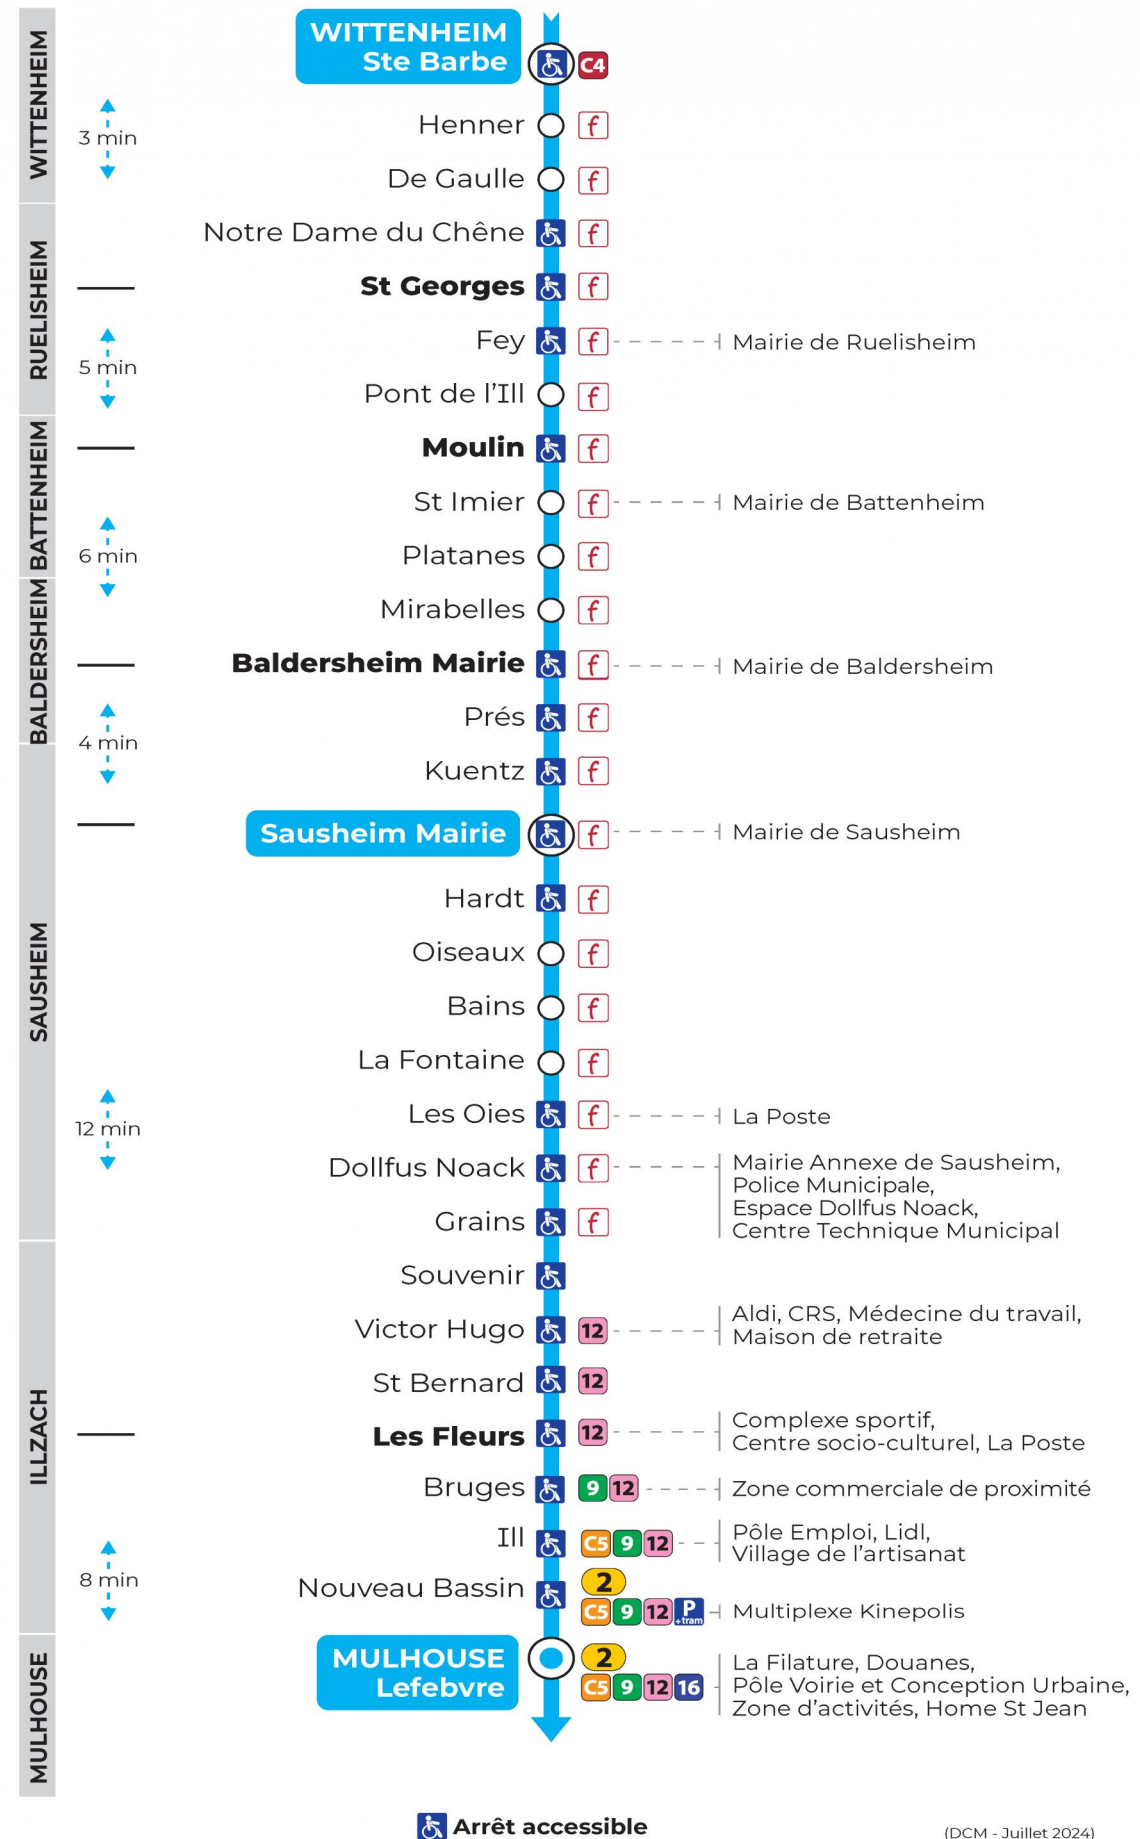 WITTENHEIM
Ste Barbe
C4
WITTENHEIM
3 min
Henner f
De Gaulle f
Notre Dame du Chêne f
RUELISHEIM
St Georges f
Fey f Mairie de Ruelisheim
5 min
Pont de l'Ill f
Moulin f
BATTENHEIM
St Imier f Mairie de Battenheim
Platanes f
6 min
Mirabelles f
BALDERSHEIM
Baldersheim Mairie f Mairie de Baldersheim
Prés f
4 min
Kuentz f
Sausheim Mairie f Mairie de Sausheim
SAUSHEIM
Hardt f
Oiseaux f
Bains f
La Fontaine f
Les Oies f La Poste
12 min
Dollfus Noack f
Mairie Annexe de Sausheim,
Police Municipale,
Espace Dollfus Noack,
Centre Technique Municipal
Grains f
Souvenir
Victor Hugo 12
Aldi, CRS, Médecine du travail,
Maison de retraite
St Bernard 12
ILLZACH
Les Fleurs 12
Complexe sportif,
Centre socio-culturel, La Poste
Bruges 9 12 Zone commerciale de proximité
Ill C5 9 12
Pôle Emploi, Lidl,
Village de l'artisanat
8 min
Nouveau Bassin 2
C5 9 12 P+tram Multiplexe Kinepolis
MULHOUSE
MULHOUSE
Lefebvre
2
C5 9 12 16
La Filature, Douanes,
Pôle Voirie et Conception Urbaine,
Zone d'activités, Home St Jean
Arrêt accessible
(DCM - Juillet 2024)